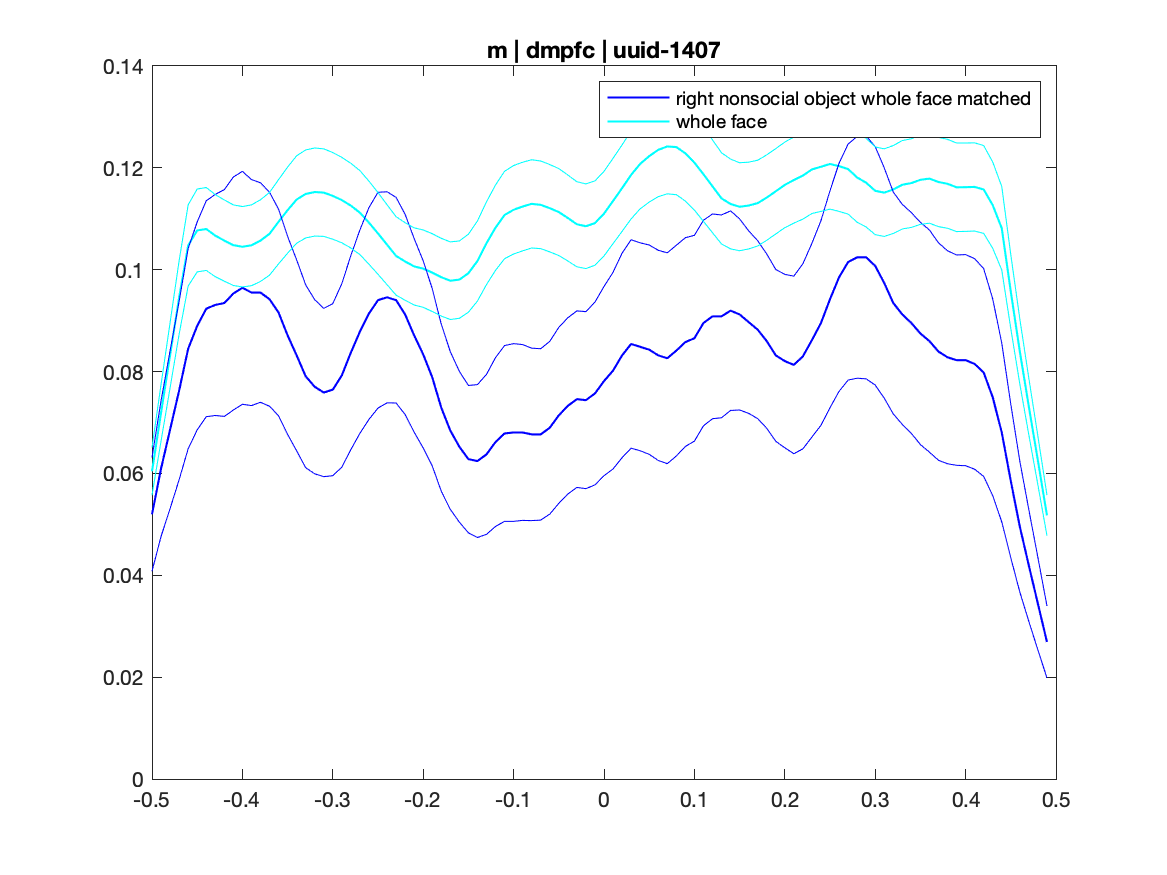 m | dmpfc | uuid-1407
right nonsocial object whole face matched
whole face
0.14
0.12
0.1
0.08
0.06
0.04
0.02
0
-0.5 -0.4 -0.3 -0.2 -0.1 0 0.1 0.2 0.3 0.4 0.5